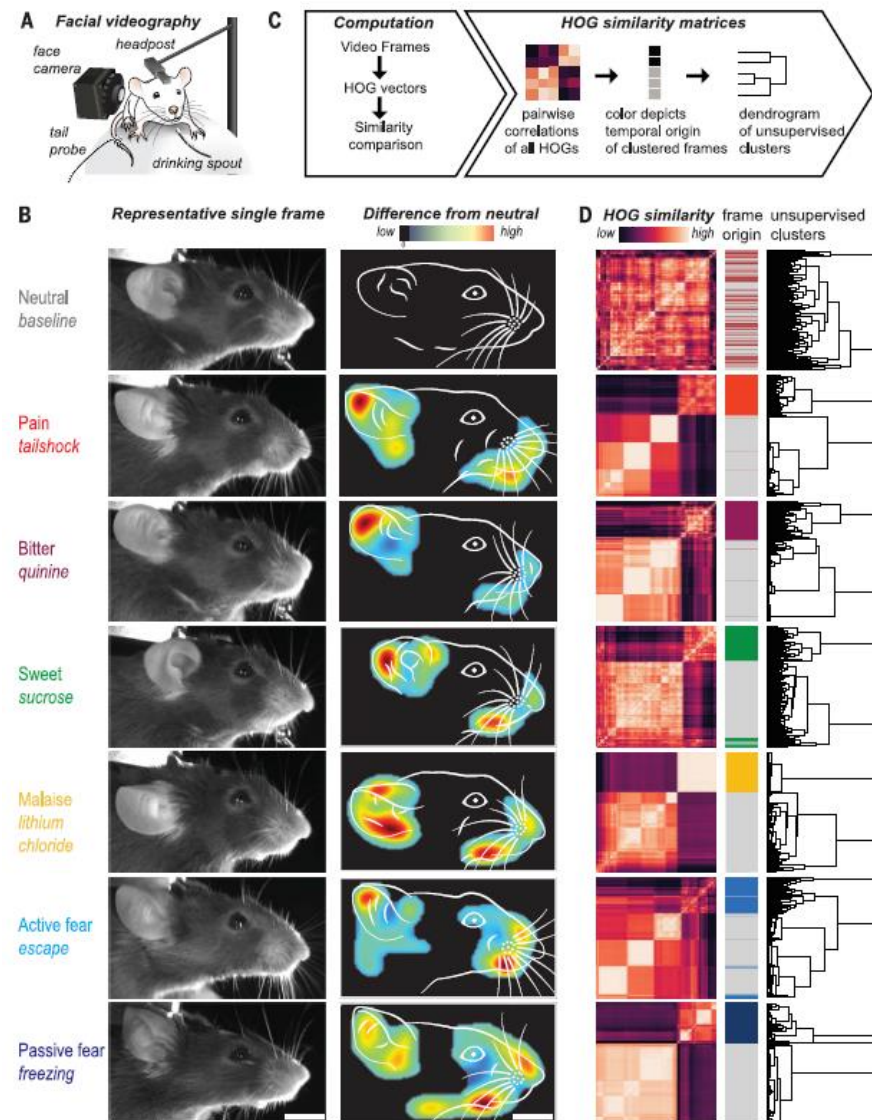 A Facial videography
headpost
face
camera
tail
probe
drinking spout
C Computation
Video Frames
HOG vectors
Similarity
comparison
HOG similarity matrices
pairwise
correlations
of all HOGs
color depicts
temporal origin
of clustered frames
dendrogram
of unsupervised
clusters
B Representative single frame
Difference from neutral
low high
0
D HOG similarity frame unsupervised
low high origin clusters
Neutral
baseline
Pain
tailshock
Bitter
quinine
Sweet
sucrose
Malaise
lithium
chloride
Active fear
escape
Passive fear
freezing